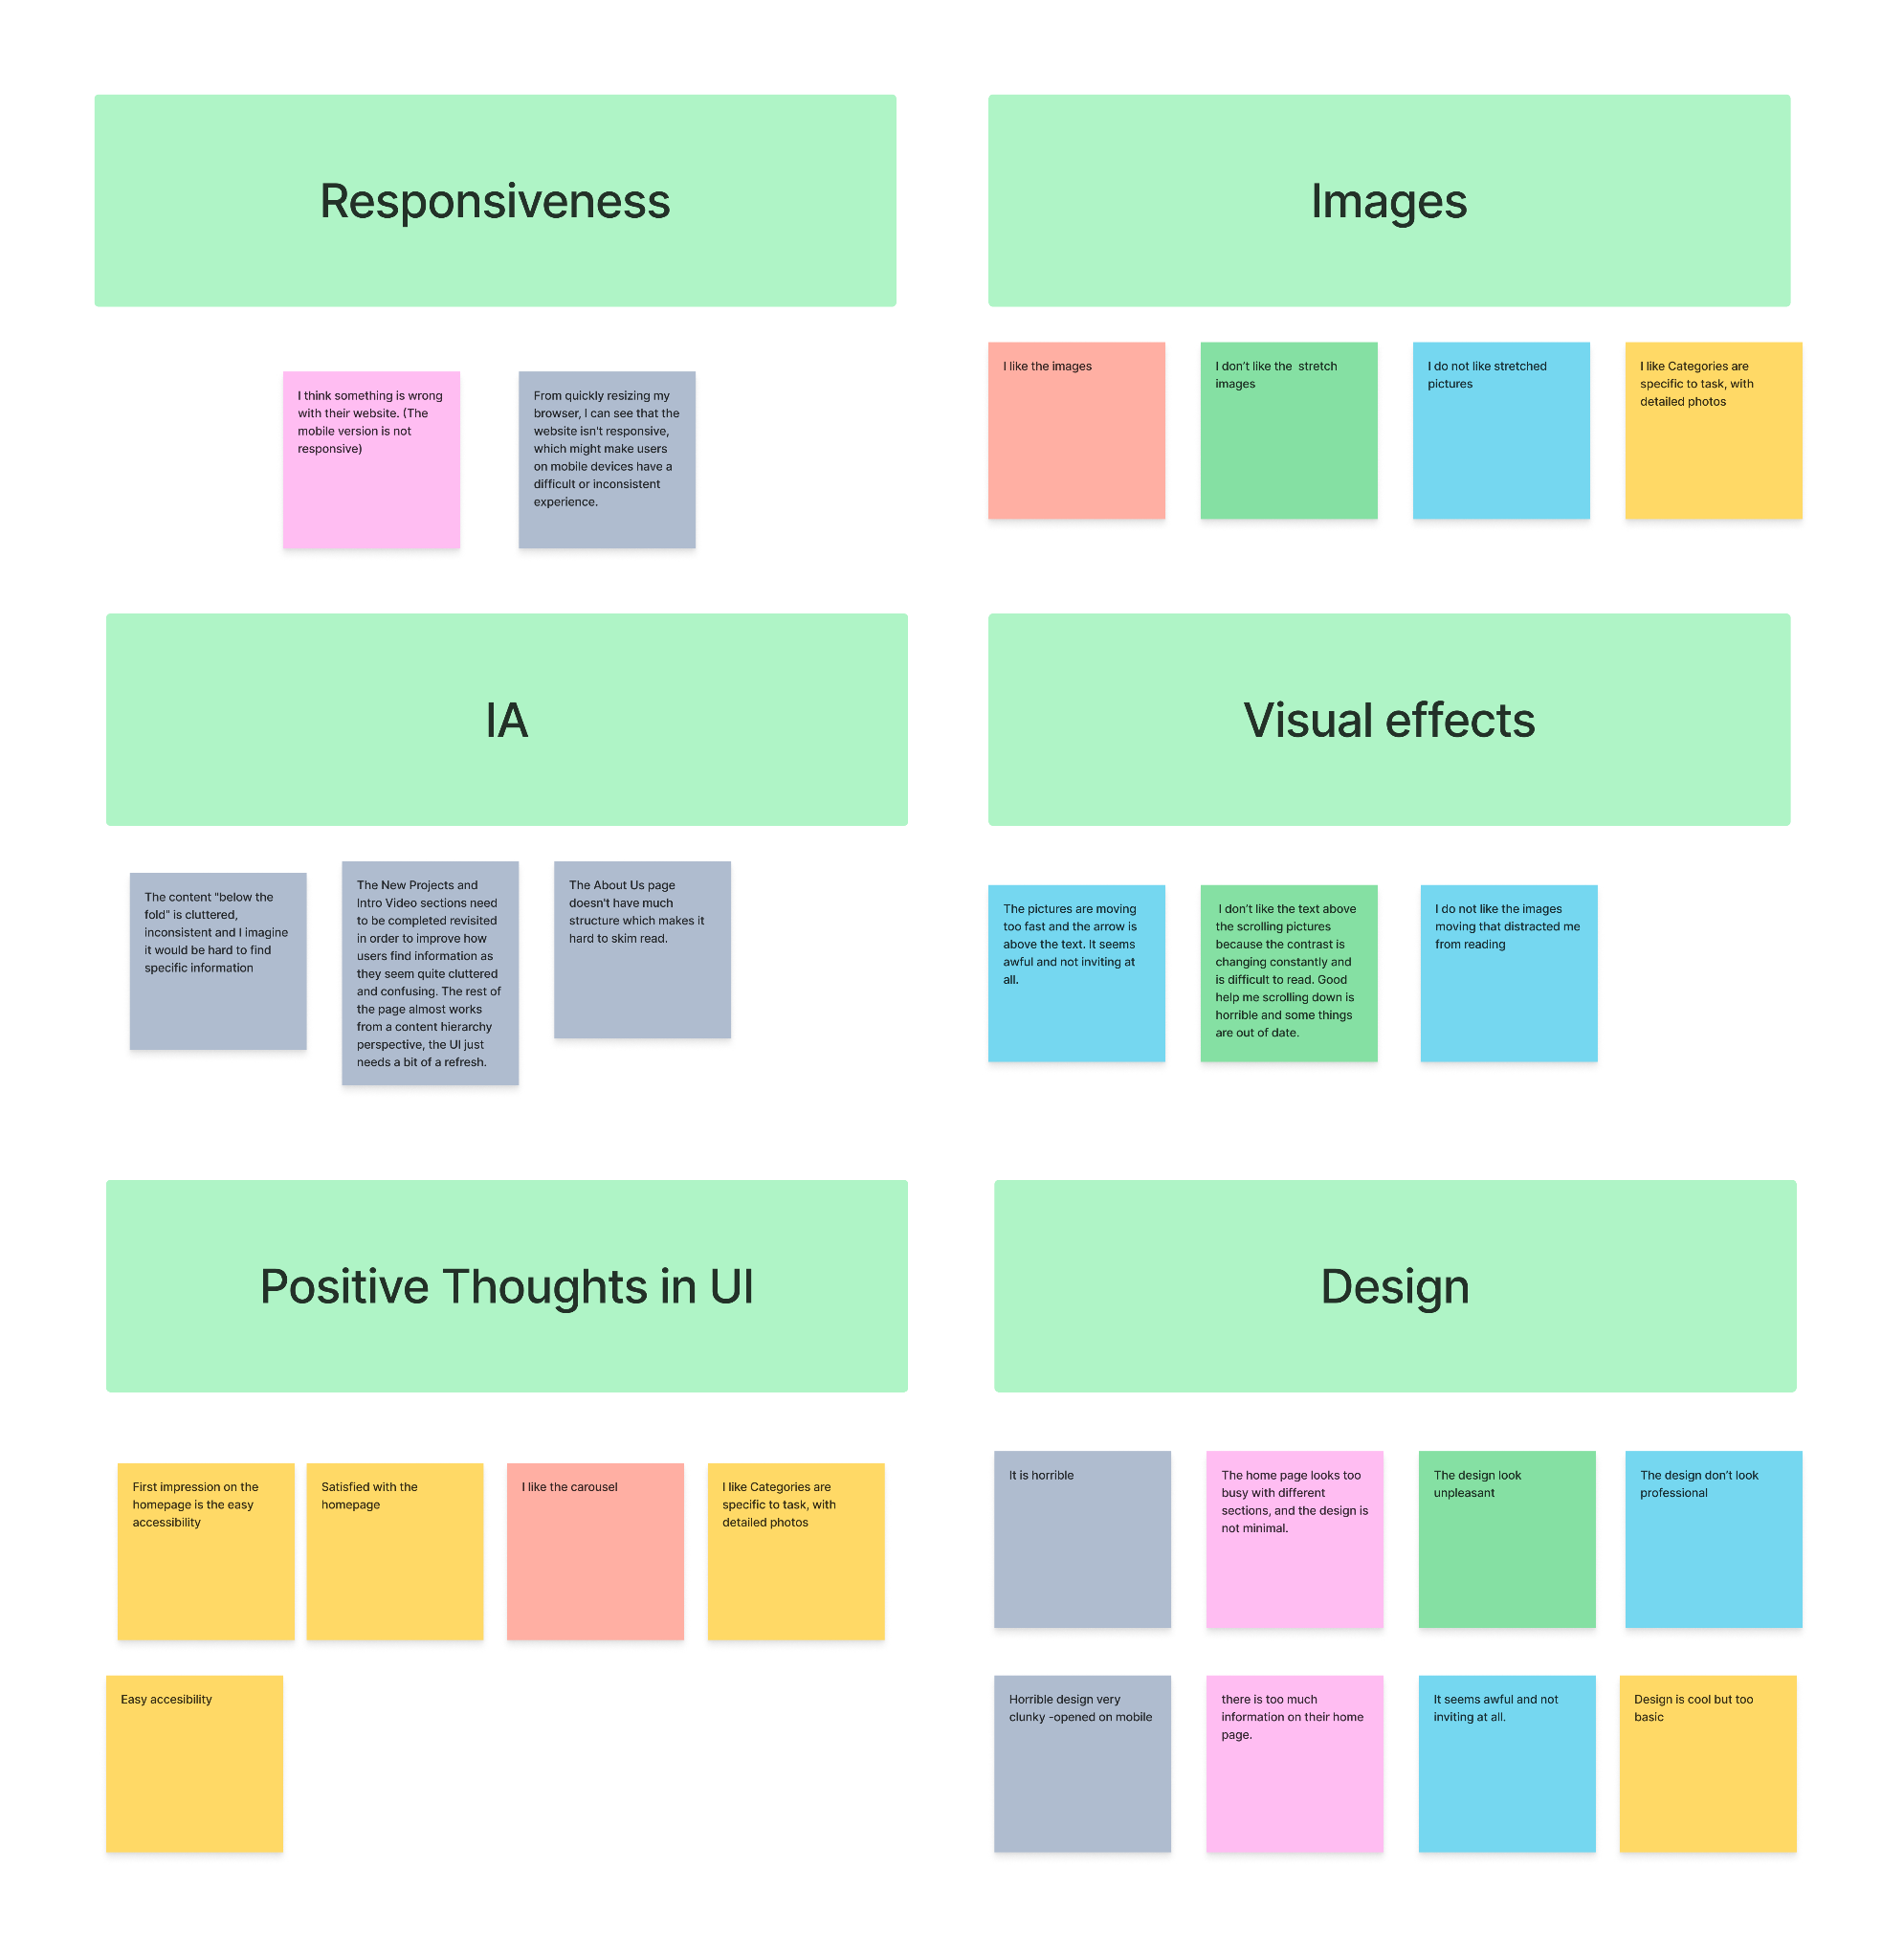 Responsiveness
I think something is wrong
with their website. (The
mobile version is not
responsive)
From quickly resizing my
browser, I can see that the
website isn't responsive,
which might make users
on mobile devices have a
difficult or inconsistent
experience.
Images
I like the images
I don’t like the  stretch
images
I do not like stretched
pictures
I like Categories are
specific to task, with
detailed photos
IA
The content "below the
fold" is cluttered,
inconsistent and I imagine
it would be hard to find
specific information
The New Projects and
Intro Video sections need
to be completed revisited
in order to improve how
users find information as
they seem quite cluttered
and confusing. The rest of
the page almost works
from a content hierarchy
perspective, the UI just
needs a bit of a refresh.
The About Us page
doesn't have much
structure which makes it
hard to skim read.
Visual effects
The pictures are moving
too fast and the arrow is
above the text. It seems
awful and not inviting at
all.
I don’t like the text above
the scrolling pictures
because the contrast is
changing constantly and
is difficult to read. Good
help me scrolling down is
horrible and some things
are out of date.
I do not like the images
moving that distracted me
from reading
Positive Thoughts in UI
First impression on the
homepage is the easy
accessibility
Satisfied with the
homepage
I like the carousel
I like Categories are
specific to task, with
detailed photos
Easy accesibility
Design
It is horrible
The home page looks too
busy with different
sections, and the design is
not minimal.
The design look
unpleasant
The design don’t look
professional
Horrible design very
clunky -opened on mobile
there is too much
information on their home
page.
It seems awful and not
inviting at all.
Design is cool but too
basic